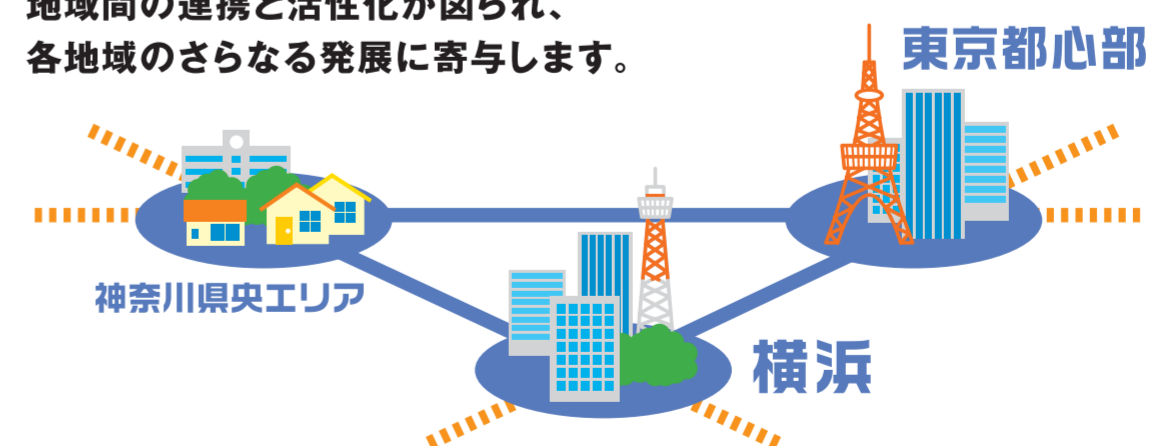 地域間の連携と活性化が図られ、
各地域のさらなる発展に寄与します。
東京都心部
神奈川県央エリア
横浜